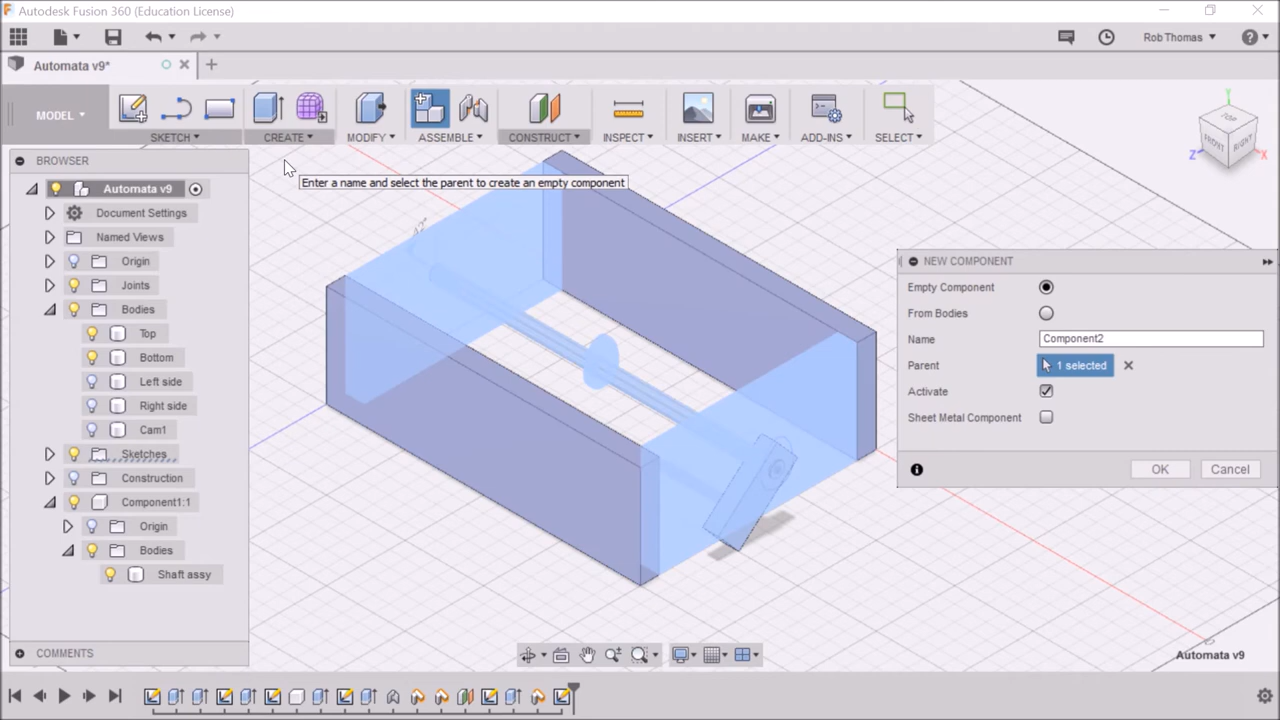 Autodesk Fusion 360 (Education License)
Rob Thomas
Automata v9*
MODEL
SKETCH
CREATE
MODIFY
ASSEMBLE
CONSTRUCT
INSPECT
INSERT
MAKE
ADD-INS
SELECT
TOP
FRONT
RIGHT
Z
Y
X
BROWSER
Automata v9
Document Settings
Named Views
Origin
Joints
Bodies
Top
Bottom
Left side
Right side
Cam1
Sketches
Construction
Component1:1
Origin
Bodies
Shaft assy
Enter a name and select the parent to create an empty component
NEW COMPONENT
Empty Component
From Bodies
Name Component2
Parent 1 selected
Activate
Sheet Metal Component
OK Cancel
COMMENTS
Automata v9